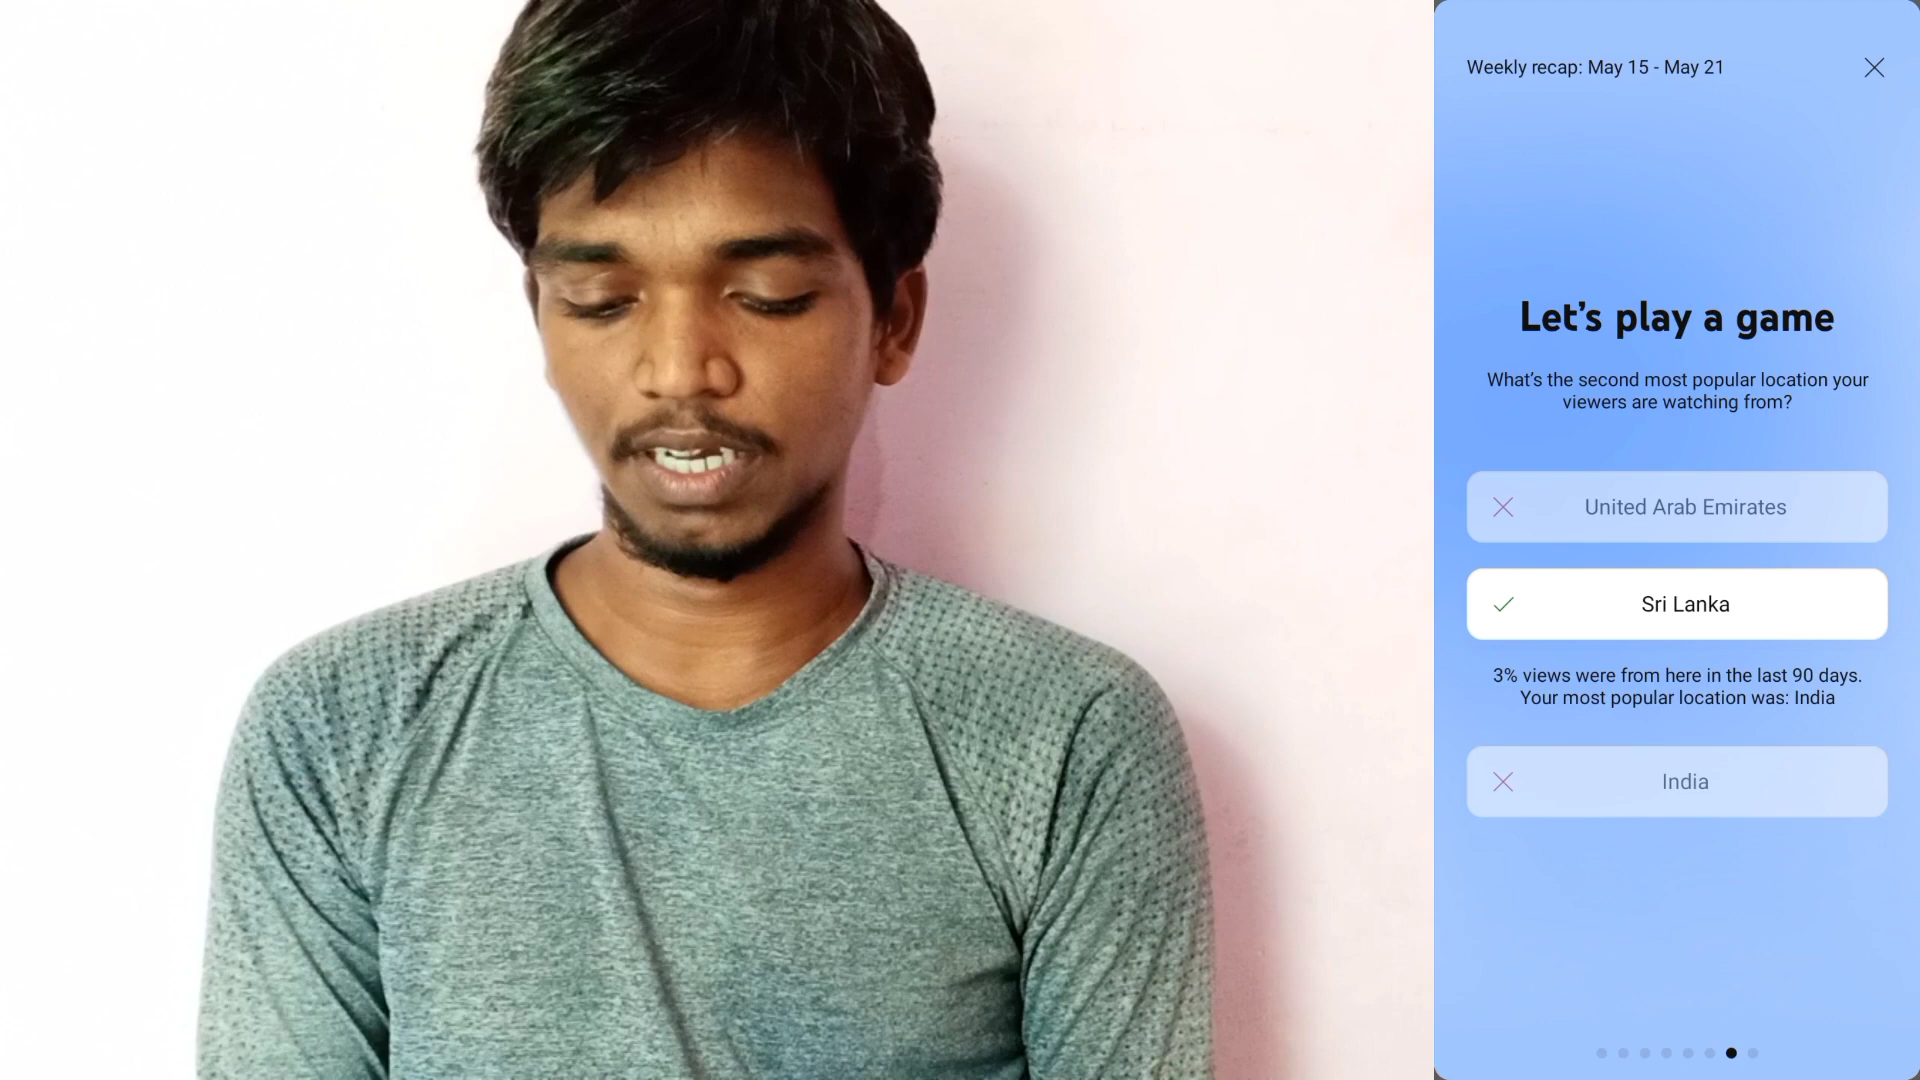 Weekly recap: May 15 - May 21
Let's play a game
What's the second most popular location your
viewers are watching from?
United Arab Emirates
Sri Lanka
3% views were from here in the last 90 days.
Your most popular location was: India
India